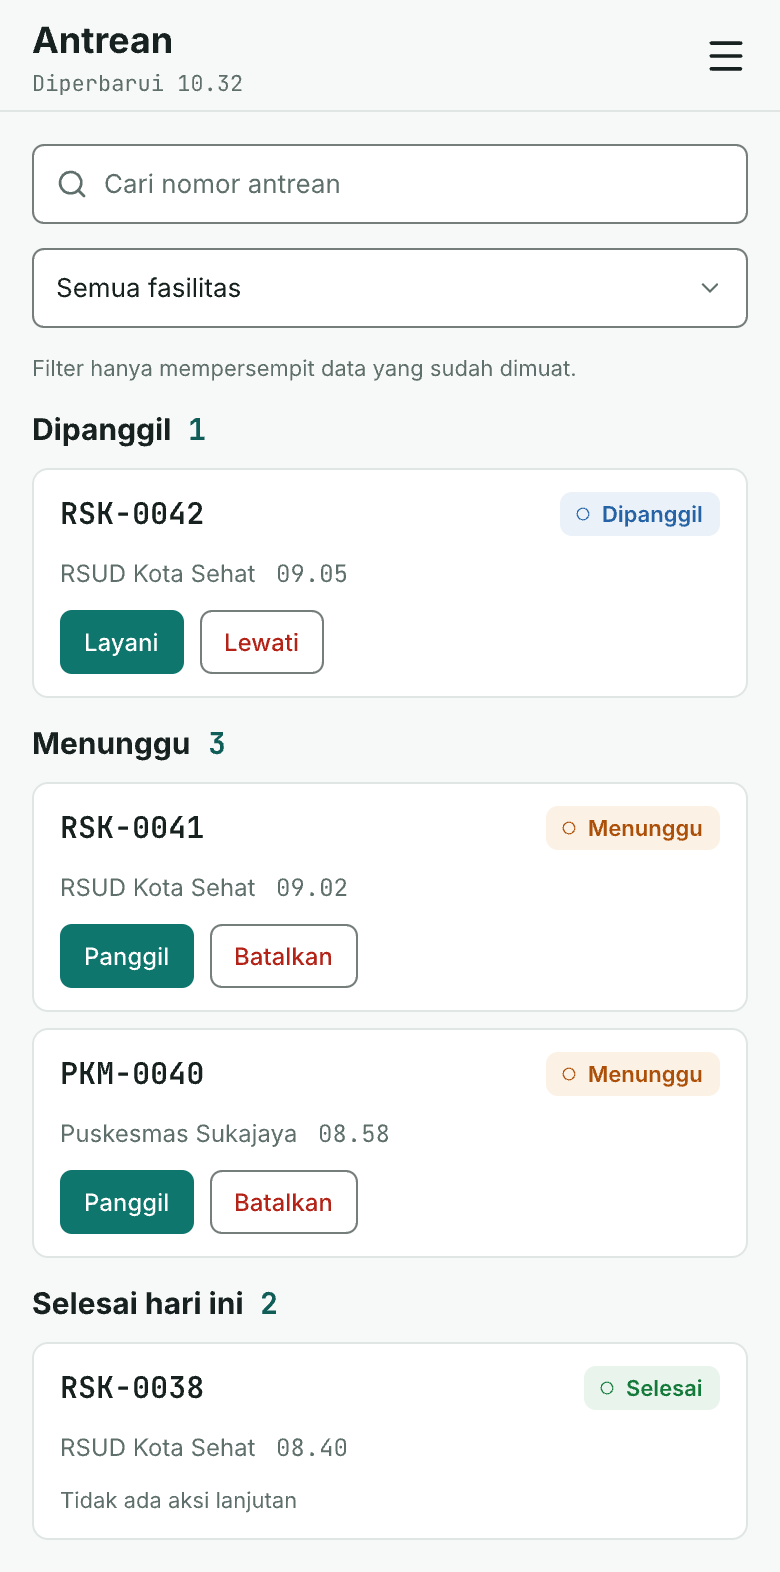 Antrean
Diperbarui 10.32
Cari nomor antrean
Semua fasilitas
Filter hanya mempersempit data yang sudah dimuat.
Dipanggil 1
RSK-0042 Dipanggil
RSUD Kota Sehat 09.05
Layani Lewati
Menunggu 3
RSK-0041 Menunggu
RSUD Kota Sehat 09.02
Panggil Batalkan
PKM-0040 Menunggu
Puskesmas Sukajaya 08.58
Panggil Batalkan
Selesai hari ini 2
RSK-0038 Selesai
RSUD Kota Sehat 08.40
Tidak ada aksi lanjutan